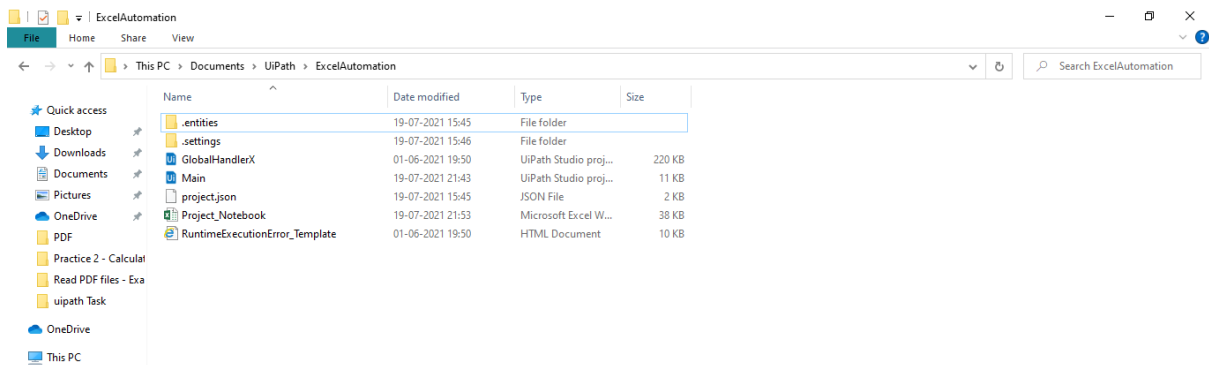 ExcelAutomation
File Home Share View
This PC > Documents > UiPath > ExcelAutomation
Search ExcelAutomation
Name Date modified Type Size
Quick access
Desktop
Downloads
Documents
Pictures
OneDrive
PDF
Practice 2 - Calculat
Read PDF files - Exa
uipath Task
OneDrive
This PC
.entities 19-07-2021 15:45 File folder
.settings 19-07-2021 15:46 File folder
GlobalHandlerX 01-06-2021 19:50 UiPath Studio proj... 220 KB
Main 19-07-2021 21:43 UiPath Studio proj... 11 KB
project.json 19-07-2021 15:45 JSON File 2 KB
Project_Notebook 19-07-2021 21:53 Microsoft Excel W... 38 KB
RuntimeExecutionError_Template 01-06-2021 19:50 HTML Document 10 KB